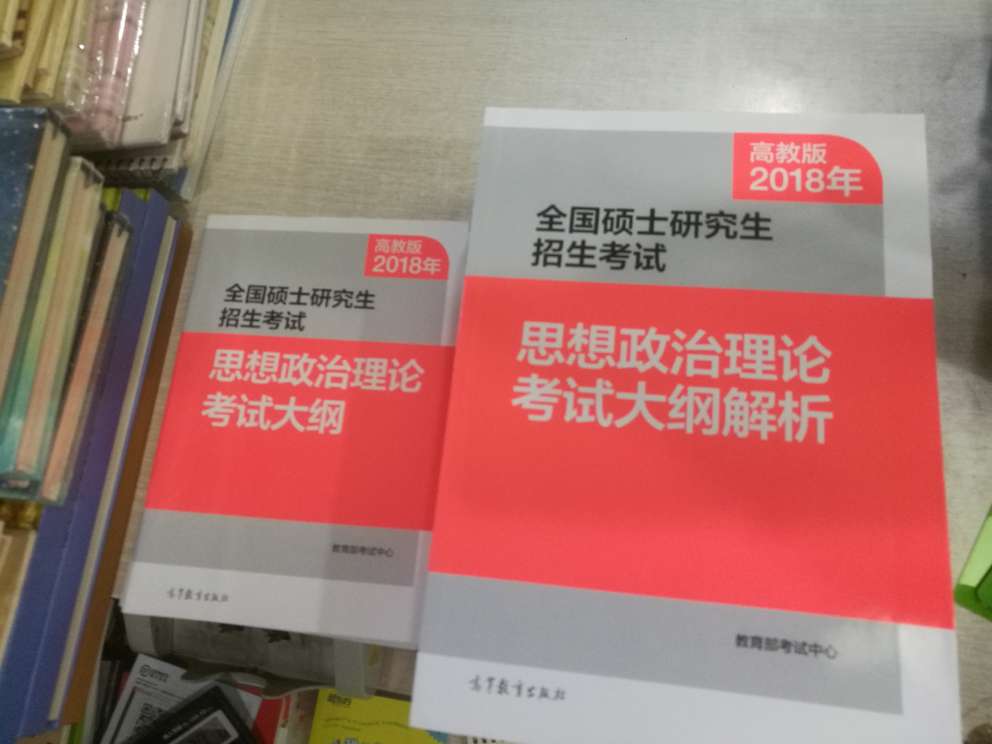 高教版
2018年
全国硕士研究生
招生考试
思想政治理论
考试大纲
教育部考试中心
高等教育出版社
高教版
2018年
全国硕士研究生
招生考试
思想政治理论
考试大纲解析
教育部考试中心
高等教育出版社